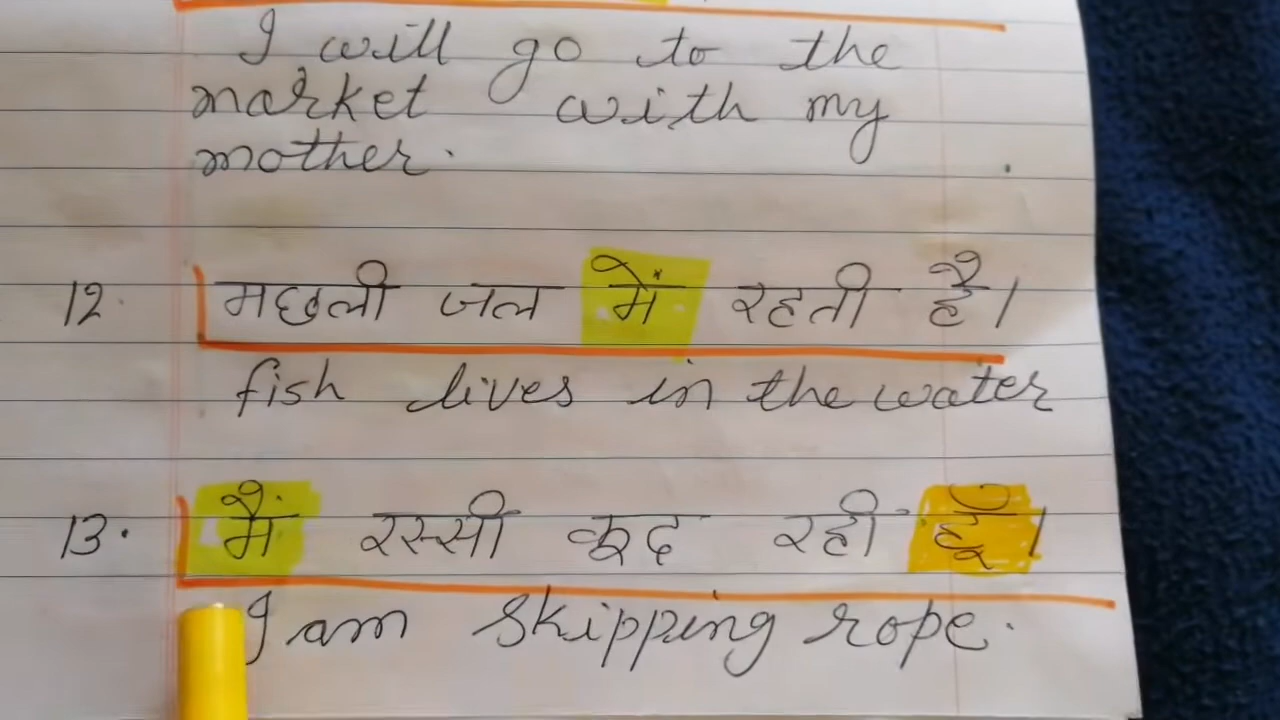 I will go to the
market with my
mother.
12. मछली जल में रहती है।
fish lives in the water
13. मैं रस्सी कूद रही हूँ।
I am skipping rope.